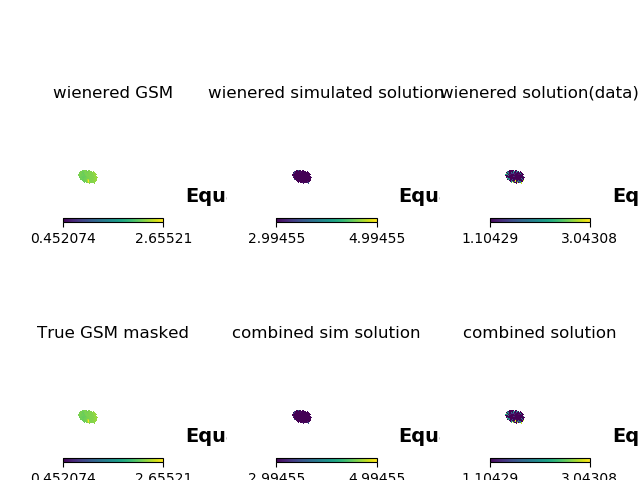 wienered GSM wienered simulated solution wienered solution(data)
Equ Equ Eq
0.452074 2.65521 2.99455 4.99455 1.10429 3.04308
True GSM masked combined sim solution combined solution
Equ Equ Eq
0.452074 2.65521 2.99455 4.99455 1.10429 3.04308